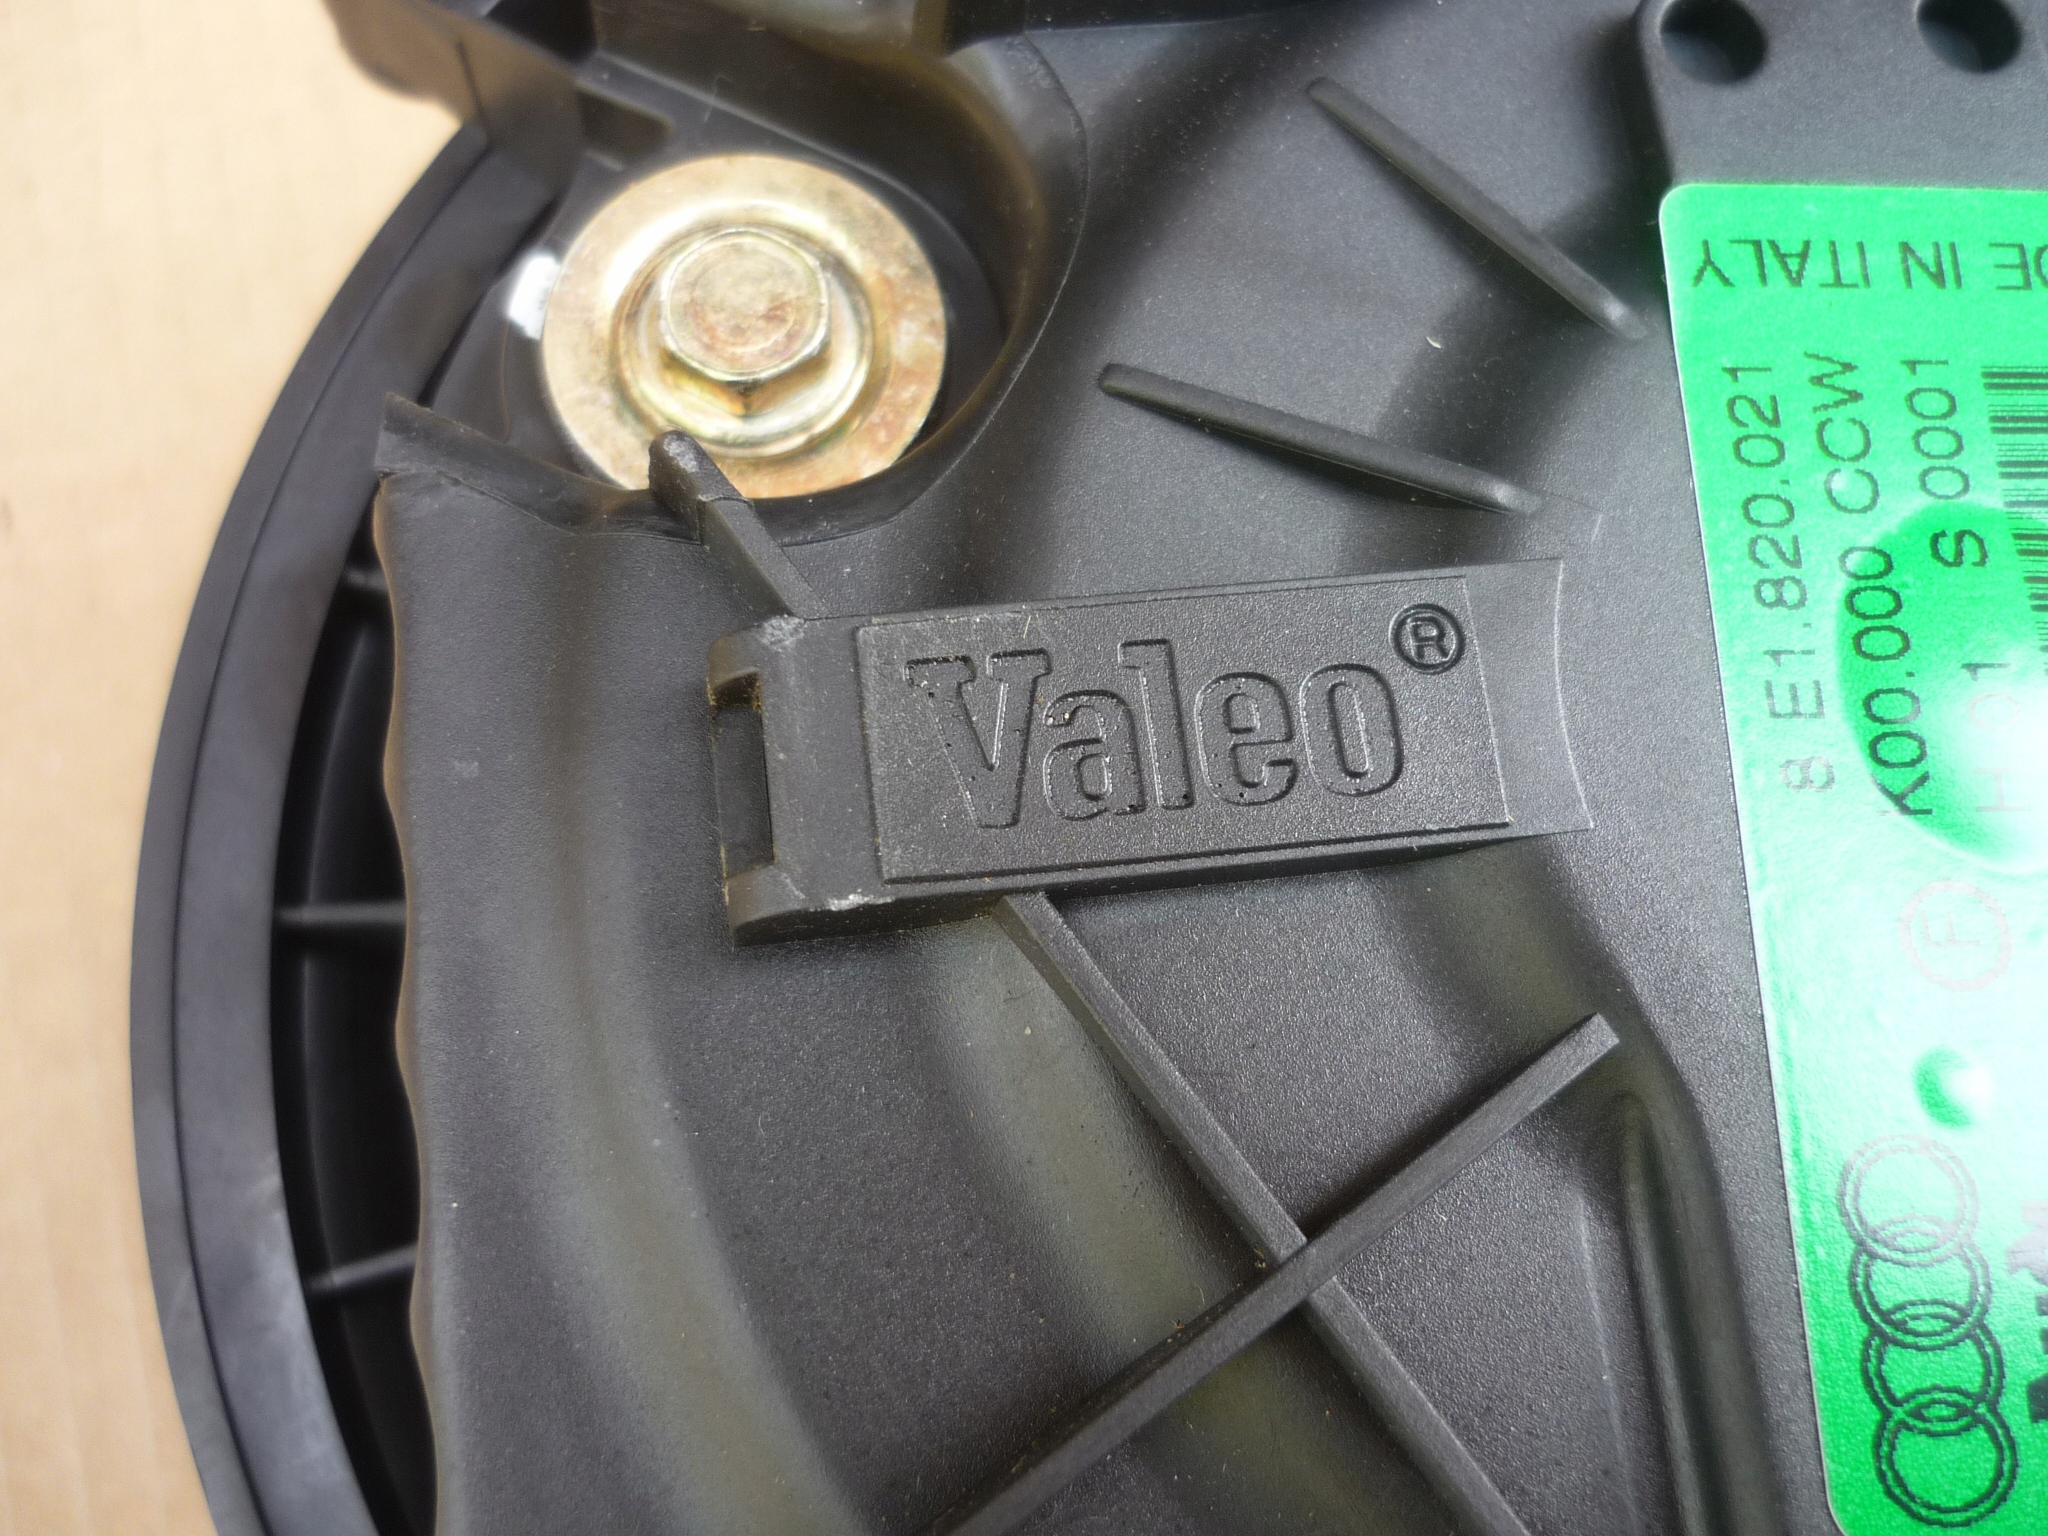 Valeo®
DE IN ITALY
8 E1.820.021
K00.000 CCW
S 0001